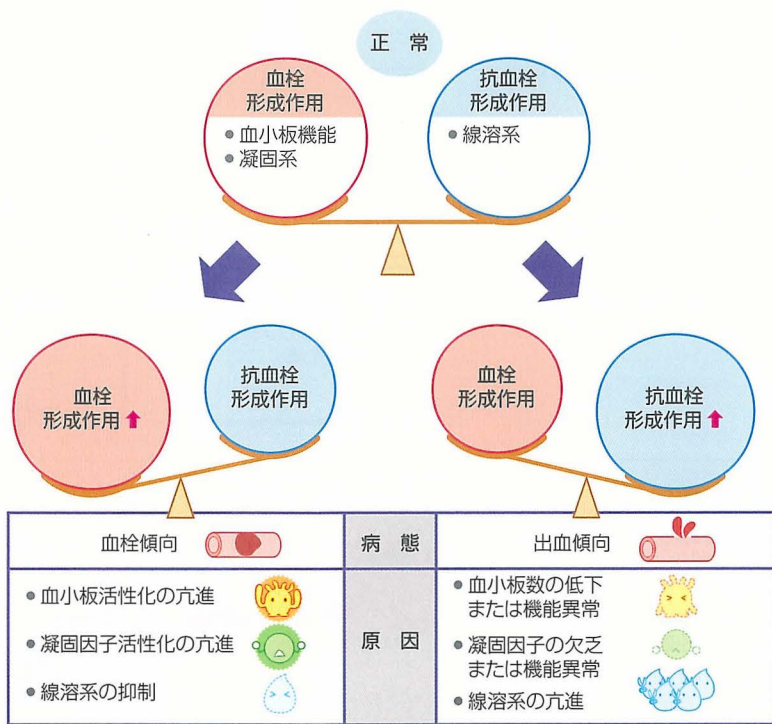 正常
血栓
形成作用
● 血小板機能
● 凝固系
抗血栓
形成作用
● 線溶系
血栓
形成作用⬆
抗血栓
形成作用
血栓
形成作用
抗血栓
形成作用⬆
血栓傾向
病態
出血傾向
● 血小板活性化の亢進
● 凝固因子活性化の亢進
● 線溶系の抑制
原因
● 血小板数の低下
または機能異常
● 凝固因子の欠乏
または機能異常
● 線溶系の亢進